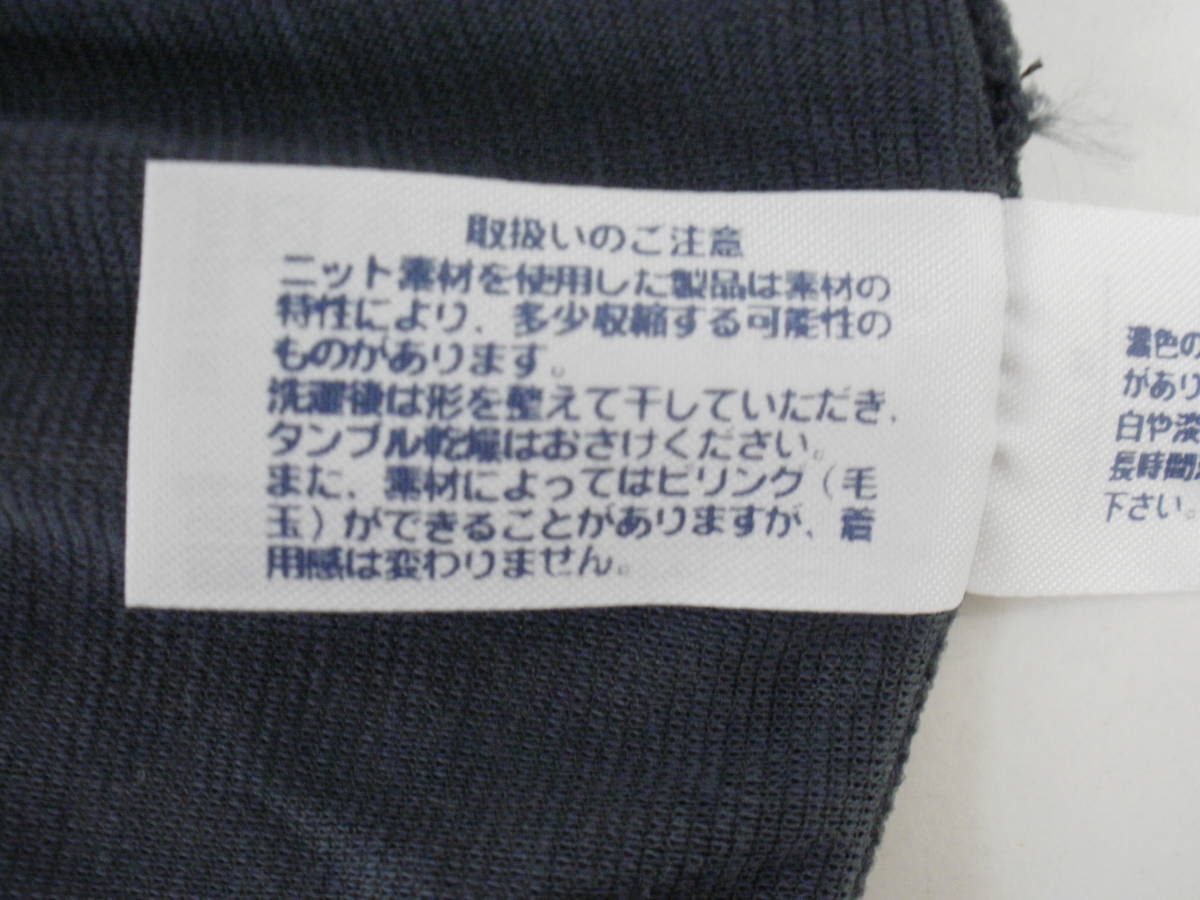 取扱いのご注意
ニット素材を使用した製品は素材の
特性により、多少収縮する可能性の
ものがあります。
洗濯後は形を整えて干していただき、
タンブル乾燥はおさけください。
また、素材によってはピリング（毛
玉）ができることがありますが、着
用感は変わりません。
濃色の
があり
白や淡
長時間
下さい。